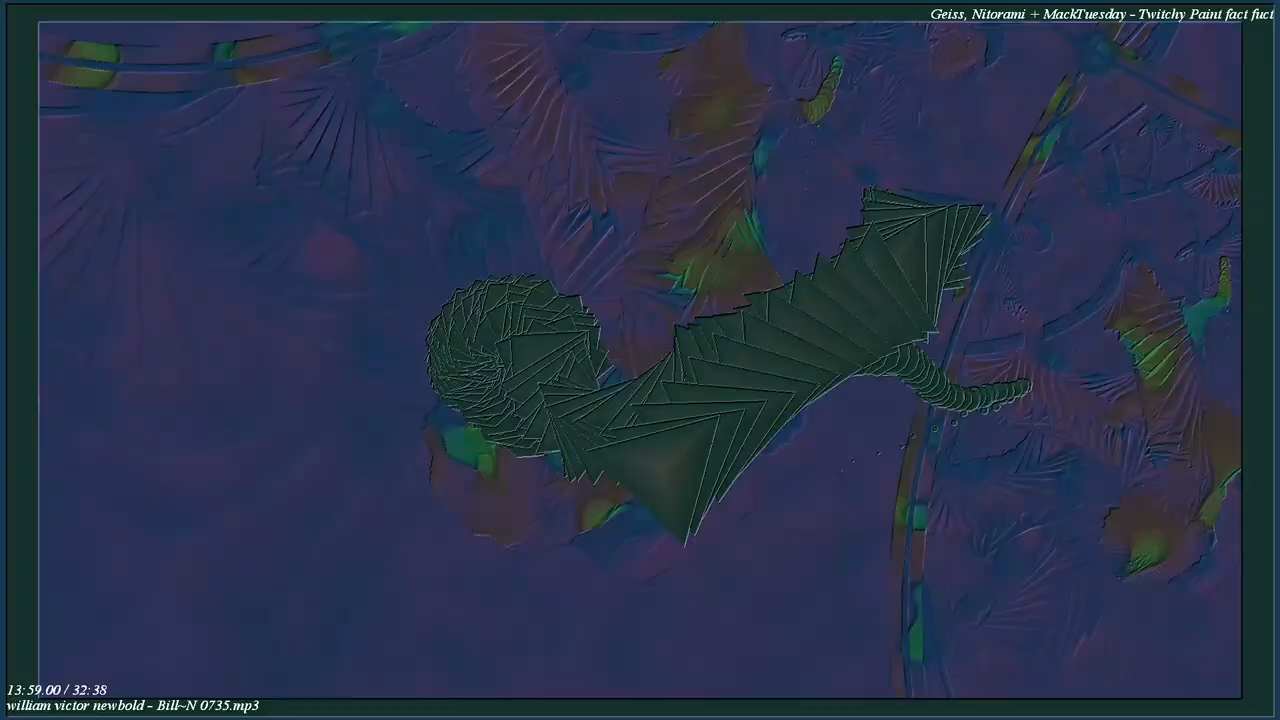 Geiss, Nitorami + MackTuesday - Twitchy Paint fact fuct
13:59.00 / 32:38
william victor newbold - Bill~N 0735.mp3